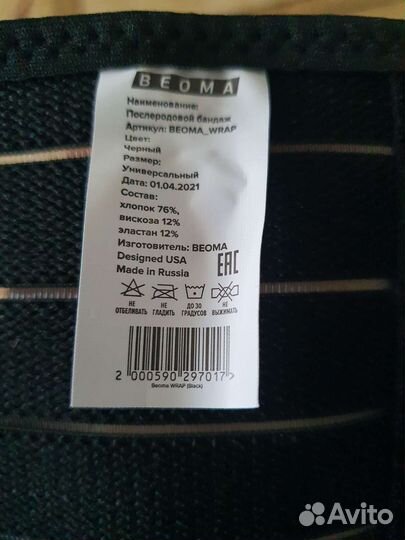 BEOMA
Наименование:
Послеродовой бандаж
Артикул: BEOMA_WRAP
Цвет:
Черный
Размер:
Универсальный
Дата: 01.04.2021
Состав:
хлопок 76%,
вискоза 12%
эластан 12%
Изготовитель: BEOMA
Designed USA
Made in Russia
EAC
НЕ ОТБЕЛИВАТЬ
НЕ ГЛАДИТЬ
ДО 30 ГРАДУСОВ
НЕ ВЫЖИМАТЬ
2 000590 297017 >
Beoma WRAP (Black)
Avito